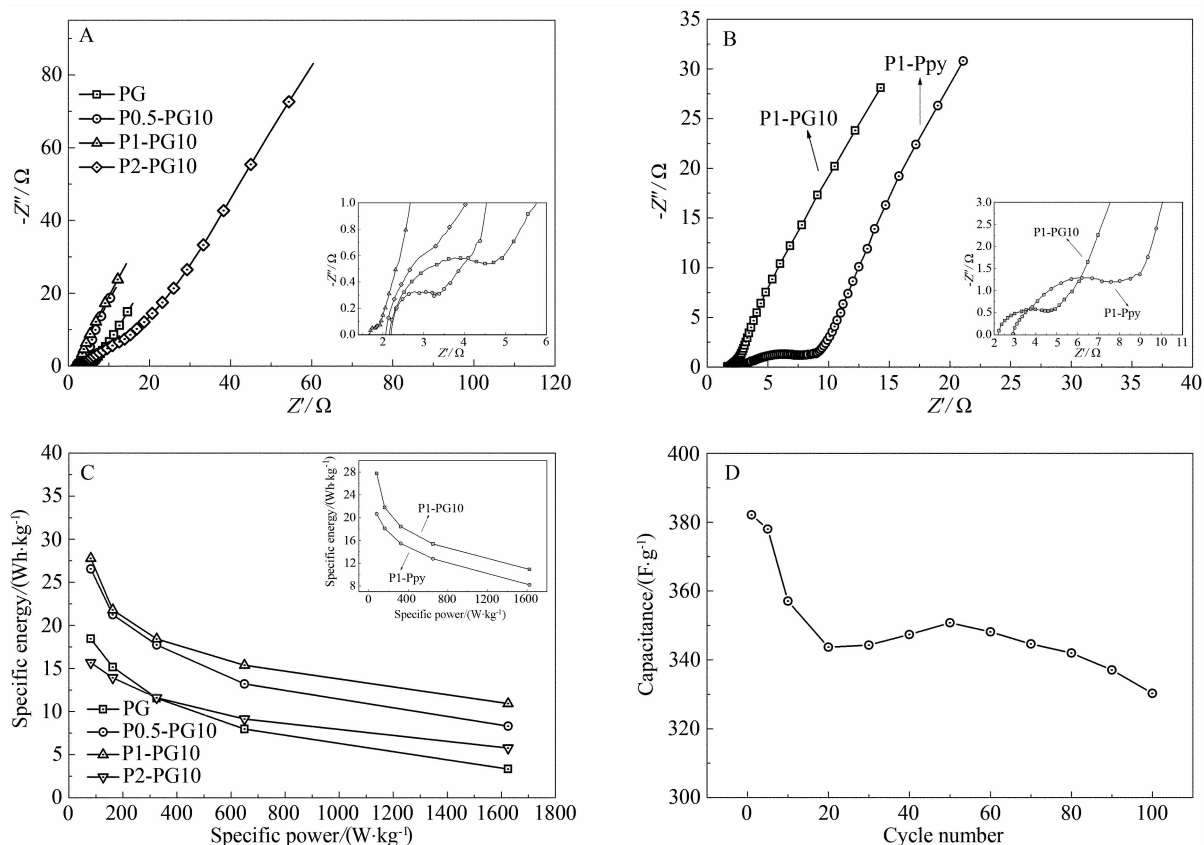 A
PG
P0.5-PG10
P1-PG10
P2-PG10
-Z″/Ω
80
60
40
20
0
0 20 40 60 80 100 120
Z′/Ω
1.0
0.8
0.6
0.4
0.2
0.0
-Z″/Ω
2 3 4 5 6
Z′/Ω
B
P1-Ppy
P1-PG10
-Z″/Ω
35
30
25
20
15
10
5
0
0 5 10 15 20 25 30 35 40
Z′/Ω
3.0
2.5
2.0
1.5
1.0
0.5
0.0
-Z″/Ω
P1-PG10
P1-Ppy
2 3 4 5 6 7 8 9 10 11
Z′/Ω
C
Specific energy/(Wh·kg⁻¹)
40
35
30
25
20
15
10
5
0
PG
P0.5-PG10
P1-PG10
P2-PG10
0 200 400 600 800 1000 1200 1400 1600 1800
Specific power/(W·kg⁻¹)
Specific energy/(Wh·kg⁻¹)
28
24
20
16
12
8
P1-PG10
P1-Ppy
0 400 800 1200 1600
Specific power/(W·kg⁻¹)
D
Capacitance/(F·g⁻¹)
400
380
360
340
320
300
0 20 40 60 80 100
Cycle number